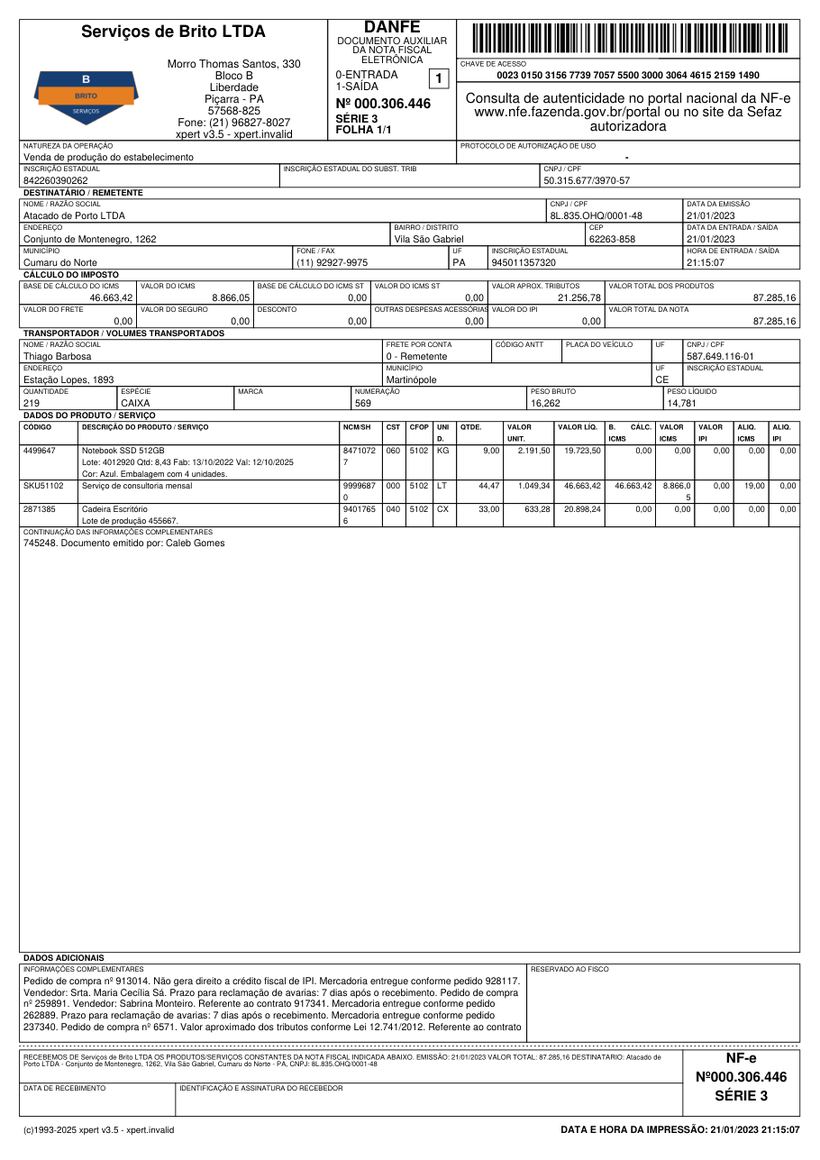 Serviços de Brito LTDA
B
BRITO
SERVIÇOS
Morro Thomas Santos, 330
Bloco B
Liberdade
Piçarra - PA
57568-825
Fone: (21) 96827-8027
xpert v3.5 - xpert.invalid
DANFE
DOCUMENTO AUXILIAR
DA NOTA FISCAL
ELETRÔNICA
0-ENTRADA
1-SAÍDA
1
Nº 000.306.446
SÉRIE 3
FOLHA 1/1
CHAVE DE ACESSO
0023 0150 3156 7739 7057 5500 3000 3064 4615 2159 1490
Consulta de autenticidade no portal nacional da NF-e
www.nfe.fazenda.gov.br/portal ou no site da Sefaz
autorizadora
NATUREZA DA OPERAÇÃO PROTOCOLO DE AUTORIZAÇÃO DE USO
Venda de produção do estabelecimento -
INSCRIÇÃO ESTADUAL INSCRIÇÃO ESTADUAL DO SUBST. TRIB CNPJ / CPF
842260390262 50.315.677/3970-57
DESTINATÁRIO / REMETENTE
NOME / RAZÃO SOCIAL CNPJ / CPF DATA DA EMISSÃO
Atacado de Porto LTDA 8L.835.OHQ/0001-48 21/01/2023
ENDEREÇO BAIRRO / DISTRITO CEP DATA DA ENTRADA / SAÍDA
Conjunto de Montenegro, 1262 Vila São Gabriel 62263-858 21/01/2023
MUNICÍPIO FONE / FAX UF INSCRIÇÃO ESTADUAL HORA DE ENTRADA / SAÍDA
Cumaru do Norte (11) 92927-9975 PA 945011357320 21:15:07
CÁLCULO DO IMPOSTO
BASE DE CÁLCULO DO ICMS VALOR DO ICMS BASE DE CÁLCULO DO ICMS ST VALOR DO ICMS ST VALOR APROX. TRIBUTOS VALOR TOTAL DOS PRODUTOS
46.663,42 8.866,05 0,00 0,00 21.256,78 87.285,16
VALOR DO FRETE VALOR DO SEGURO DESCONTO OUTRAS DESPESAS ACESSÓRIAS VALOR DO IPI VALOR TOTAL DA NOTA
0,00 0,00 0,00 0,00 0,00 87.285,16
TRANSPORTADOR / VOLUMES TRANSPORTADOS
NOME / RAZÃO SOCIAL FRETE POR CONTA CÓDIGO ANTT PLACA DO VEÍCULO UF CNPJ / CPF
Thiago Barbosa 0 - Remetente 587.649.116-01
ENDEREÇO MUNICÍPIO UF INSCRIÇÃO ESTADUAL
Estação Lopes, 1893 Martinópole CE
QUANTIDADE ESPÉCIE MARCA NUMERAÇÃO PESO BRUTO PESO LÍQUIDO
219 CAIXA 569 16,262 14,781
DADOS DO PRODUTO / SERVIÇO
CÓDIGO DESCRIÇÃO DO PRODUTO / SERVIÇO NCM/SH CST CFOP UNI QTDE. VALOR VALOR LÍQ. B. CÁLC. VALOR VALOR ALIQ. ALIQ.
D. UNIT. ICMS ICMS IPI ICMS IPI
4499647 Notebook SSD 512GB 8471072 060 5102 KG 9,00 2.191,50 19.723,50 0,00 0,00 0,00 0,00 0,00
Lote: 4012920 Qtd: 8,43 Fab: 13/10/2022 Val: 12/10/2025 7
Cor: Azul. Embalagem com 4 unidades.
SKU51102 Serviço de consultoria mensal 9999687 000 5102 LT 44,47 1.049,34 46.663,42 46.663,42 8.866,0 0,00 19,00 0,00
0 5
2871385 Cadeira Escritório 9401765 040 5102 CX 33,00 633,28 20.898,24 0,00 0,00 0,00 0,00 0,00
Lote de produção 455667. 6
CONTINUAÇÃO DAS INFORMAÇÕES COMPLEMENTARES
745248. Documento emitido por: Caleb Gomes
DADOS ADICIONAIS
INFORMAÇÕES COMPLEMENTARES RESERVADO AO FISCO
Pedido de compra nº 913014. Não gera direito a crédito fiscal de IPI. Mercadoria entregue conforme pedido 928117.
Vendedor: Srta. Maria Cecília Sá. Prazo para reclamação de avarias: 7 dias após o recebimento. Pedido de compra
nº 259891. Vendedor: Sabrina Monteiro. Referente ao contrato 917341. Mercadoria entregue conforme pedido
262889. Prazo para reclamação de avarias: 7 dias após o recebimento. Mercadoria entregue conforme pedido
237340. Pedido de compra nº 6571. Valor aproximado dos tributos conforme Lei 12.741/2012. Referente ao contrato
RECEBEMOS DE Serviços de Brito LTDA OS PRODUTOS/SERVIÇOS CONSTANTES DA NOTA FISCAL INDICADA ABAIXO. EMISSÃO: 21/01/2023 VALOR TOTAL: 87.285,16 DESTINATARIO: Atacado de
Porto LTDA - Conjunto de Montenegro, 1262, Vila São Gabriel, Cumaru do Norte - PA, CNPJ: 8L.835.OHQ/0001-48
DATA DE RECEBIMENTO IDENTIFICAÇÃO E ASSINATURA DO RECEBEDOR
NF-e
Nº000.306.446
SÉRIE 3
(c)1993-2025 xpert v3.5 - xpert.invalid DATA E HORA DA IMPRESSÃO: 21/01/2023 21:15:07